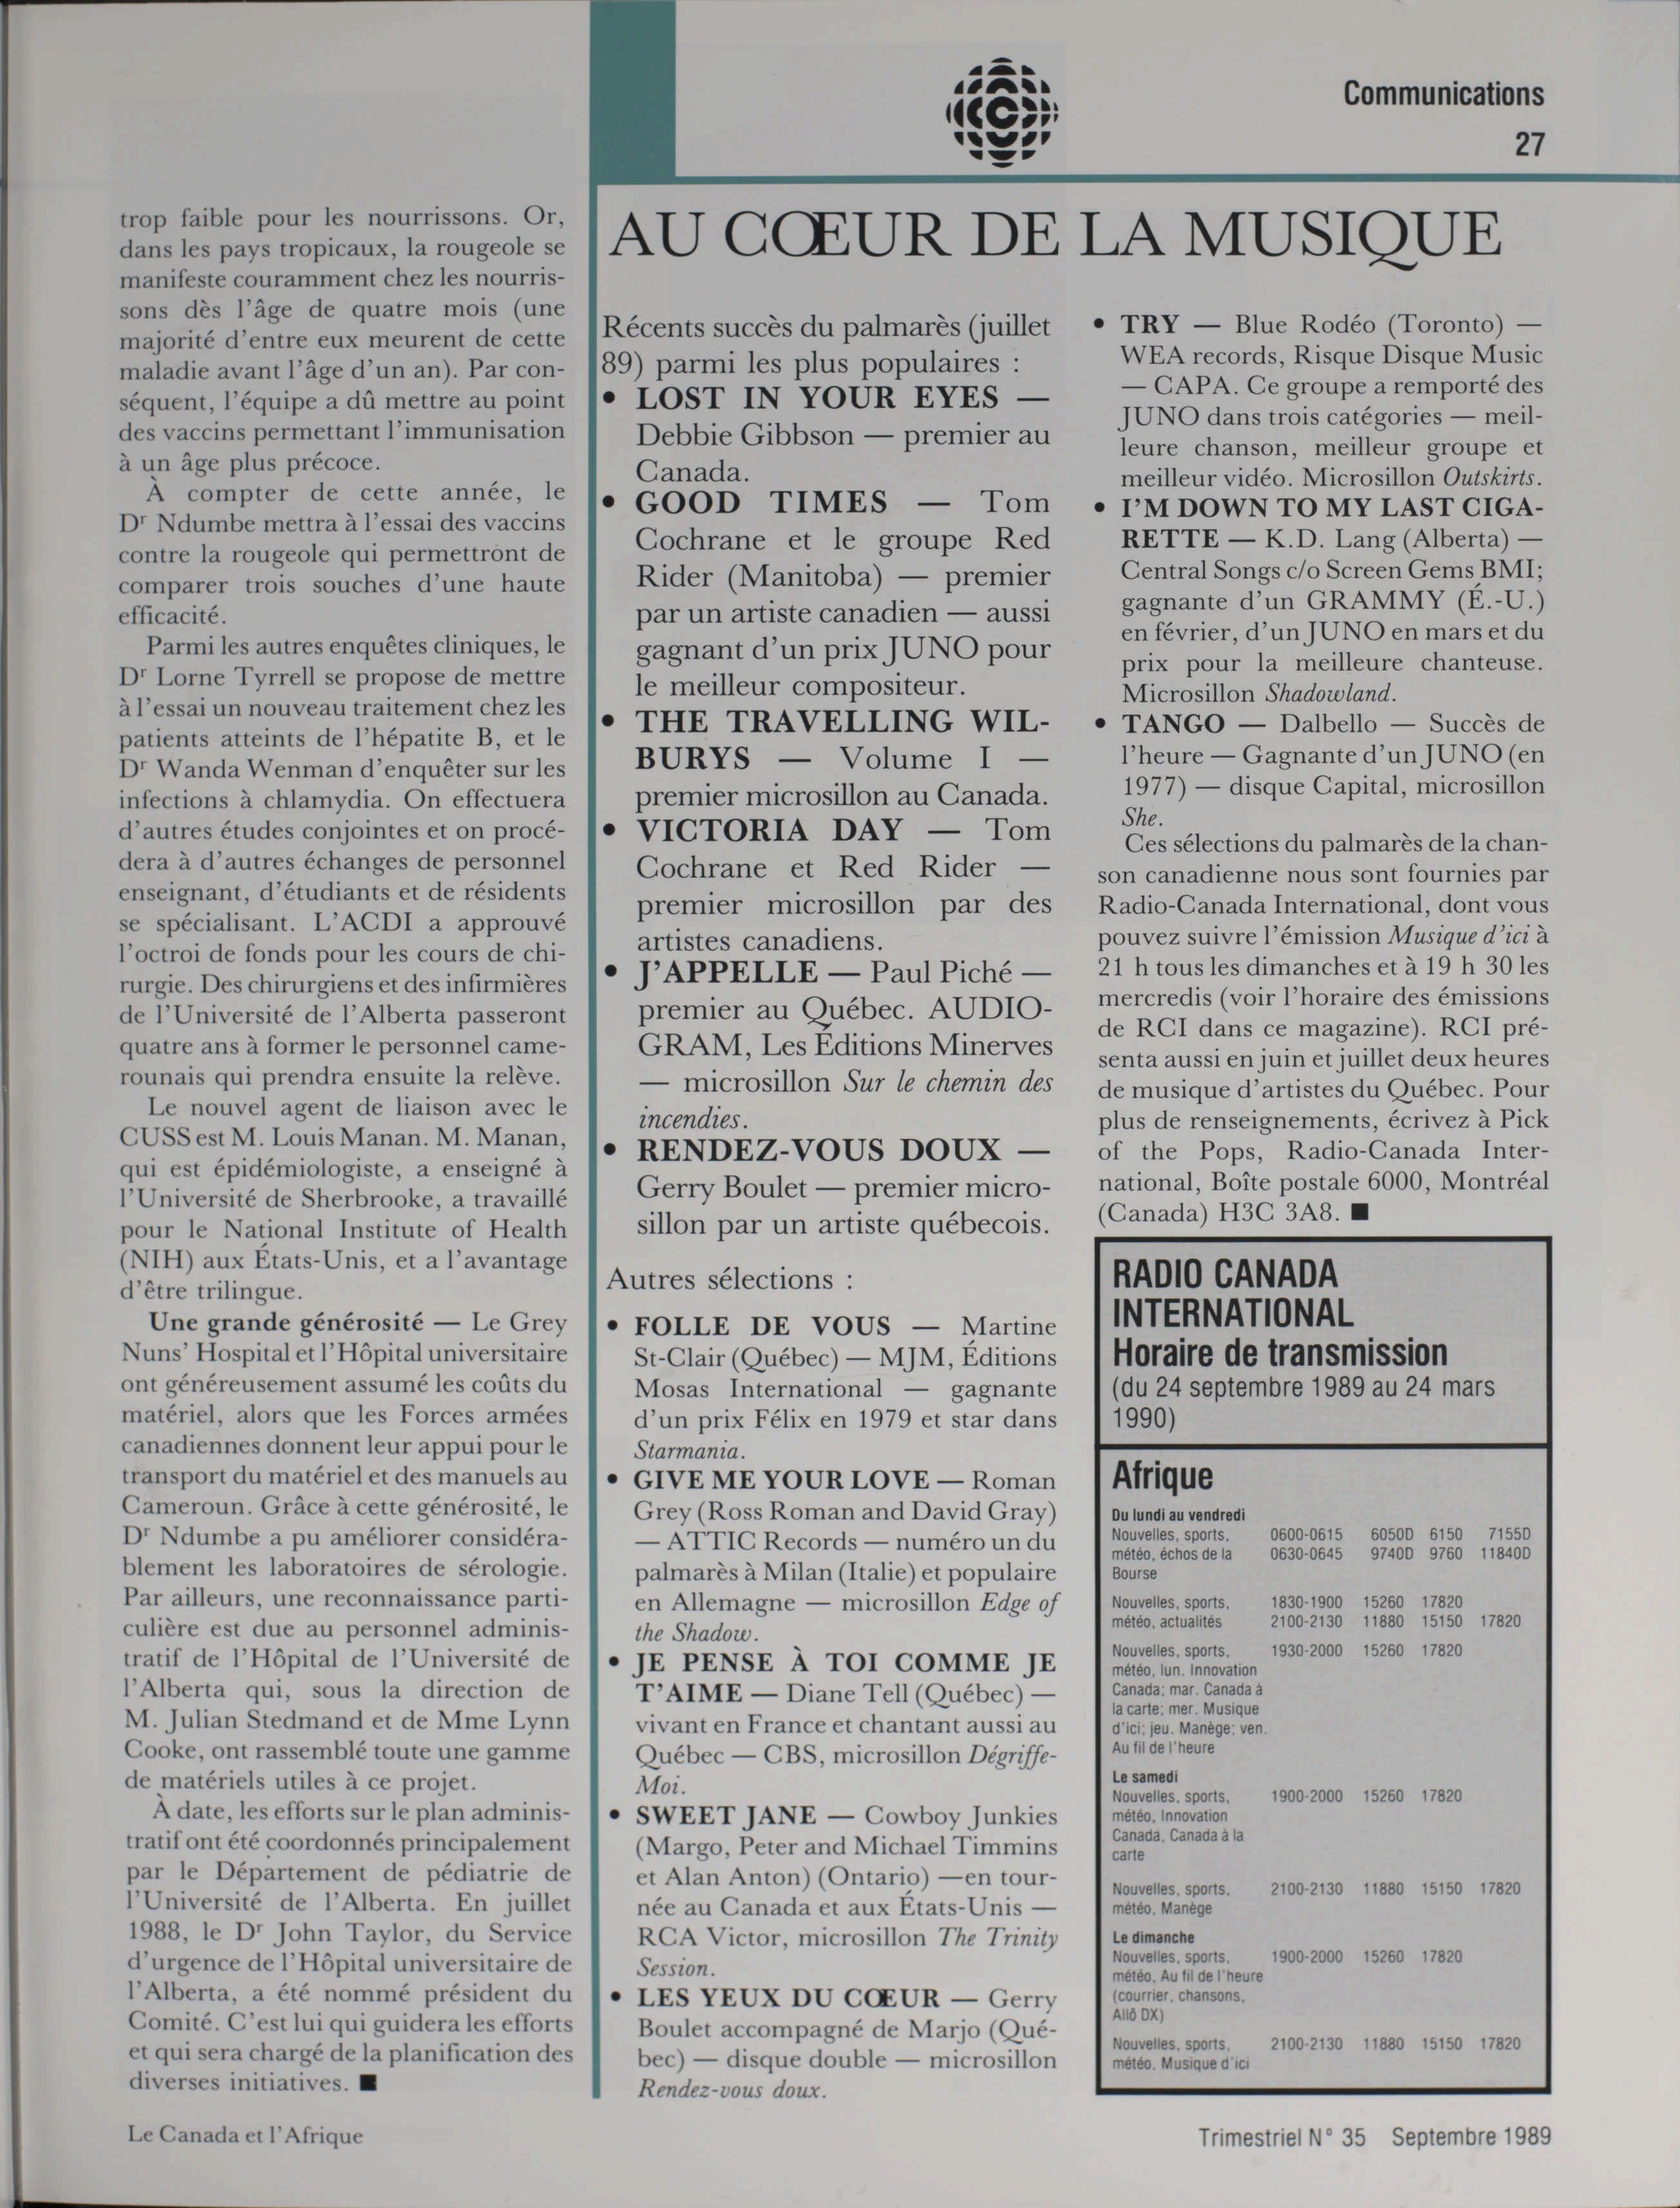 Communications
27
trop faible pour les nourrissons. Or,
dans les pays tropicaux, la rougeole se
manifeste couramment chez les nourris-
sons dès l'âge de quatre mois (une
majorité d'entre eux meurent de cette
maladie avant l'âge d'un an). Par con-
séquent, l'équipe a dû mettre au point
des vaccins permettant l'immunisation
à un âge plus précoce.
À compter de cette année, le
Dr Ndumbe mettra à l'essai des vaccins
contre la rougeole qui permettront de
comparer trois souches d'une haute
efficacité.
Parmi les autres enquêtes cliniques, le
Dr Lorne Tyrrell se propose de mettre
à l'essai un nouveau traitement chez les
patients atteints de l'hépatite B, et le
Dr Wanda Wenman d'enquêter sur les
infections à chlamydia. On effectuera
d'autres études conjointes et on procé-
dera à d'autres échanges de personnel
enseignant, d'étudiants et de résidents
se spécialisant. L'ACDI a approuvé
l'octroi de fonds pour les cours de chi-
rurgie. Des chirurgiens et des infirmières
de l'Université de l'Alberta passeront
quatre ans à former le personnel came-
rounais qui prendra ensuite la relève.
Le nouvel agent de liaison avec le
CUSS est M. Louis Manan. M. Manan,
qui est épidémiologiste, a enseigné à
l'Université de Sherbrooke, a travaillé
pour le National Institute of Health
(NIH) aux États-Unis, et a l'avantage
d'être trilingue.
Une grande générosité — Le Grey
Nuns' Hospital et l'Hôpital universitaire
ont généreusement assumé les coûts du
matériel, alors que les Forces armées
canadiennes donnent leur appui pour le
transport du matériel et des manuels au
Cameroun. Grâce à cette générosité, le
Dr Ndumbe a pu améliorer considéra-
blement les laboratoires de sérologie.
Par ailleurs, une reconnaissance parti-
culière est due au personnel adminis-
tratif de l'Hôpital de l'Université de
l'Alberta qui, sous la direction de
M. Julian Stedmand et de Mme Lynn
Cooke, ont rassemblé toute une gamme
de matériels utiles à ce projet.
À date, les efforts sur le plan adminis-
tratif ont été coordonnés principalement
par le Département de pédiatrie de
l'Université de l'Alberta. En juillet
1988, le Dr John Taylor, du Service
d'urgence de l'Hôpital universitaire de
l'Alberta, a été nommé président du
Comité. C'est lui qui guidera les efforts
et qui sera chargé de la planification des
diverses initiatives. ■
AU CŒUR DE LA MUSIQUE
Récents succès du palmarès (juillet
89) parmi les plus populaires :
• LOST IN YOUR EYES —
Debbie Gibbson — premier au
Canada.
• GOOD TIMES — Tom
Cochrane et le groupe Red
Rider (Manitoba) — premier
par un artiste canadien — aussi
gagnant d'un prix JUNO pour
le meilleur compositeur.
• THE TRAVELLING WIL-
BURYS — Volume I —
premier microsillon au Canada.
• VICTORIA DAY — Tom
Cochrane et Red Rider —
premier microsillon par des
artistes canadiens.
• J'APPELLE — Paul Piché —
premier au Québec. AUDIO-
GRAM, Les Éditions Minerves
— microsillon Sur le chemin des
incendies.
• RENDEZ-VOUS DOUX —
Gerry Boulet — premier micro-
sillon par un artiste québecois.
Autres sélections :
• FOLLE DE VOUS — Martine
St-Clair (Québec) — MJM, Éditions
Mosas International — gagnante
d'un prix Félix en 1979 et star dans
Starmania.
• GIVE ME YOUR LOVE — Roman
Grey (Ross Roman and David Gray)
— ATTIC Records — numéro un du
palmarès à Milan (Italie) et populaire
en Allemagne — microsillon Edge of
the Shadow.
• JE PENSE À TOI COMME JE
T'AIME — Diane Tell (Québec) —
vivant en France et chantant aussi au
Québec — CBS, microsillon Dégriffe-
Moi.
• SWEET JANE — Cowboy Junkies
(Margo, Peter and Michael Timmins
et Alan Anton) (Ontario) —en tour-
née au Canada et aux États-Unis —
RCA Victor, microsillon The Trinity
Session.
• LES YEUX DU CŒUR — Gerry
Boulet accompagné de Marjo (Qué-
bec) — disque double — microsillon
Rendez-vous doux.
• TRY — Blue Rodéo (Toronto) —
WEA records, Risque Disque Music
— CAPA. Ce groupe a remporté des
JUNO dans trois catégories — meil-
leure chanson, meilleur groupe et
meilleur vidéo. Microsillon Outskirts.
• I'M DOWN TO MY LAST CIGA-
RETTE — K.D. Lang (Alberta) —
Central Songs c/o Screen Gems BMI;
gagnante d'un GRAMMY (É.-U.)
en février, d'un JUNO en mars et du
prix pour la meilleure chanteuse.
Microsillon Shadowland.
• TANGO — Dalbello — Succès de
l'heure — Gagnante d'un JUNO (en
1977) — disque Capital, microsillon
She.
Ces sélections du palmarès de la chan-
son canadienne nous sont fournies par
Radio-Canada International, dont vous
pouvez suivre l'émission Musique d'ici à
21 h tous les dimanches et à 19 h 30 les
mercredis (voir l'horaire des émissions
de RCI dans ce magazine). RCI pré-
senta aussi en juin et juillet deux heures
de musique d'artistes du Québec. Pour
plus de renseignements, écrivez à Pick
of the Pops, Radio-Canada Inter-
national, Boîte postale 6000, Montréal
(Canada) H3C 3A8. ■
RADIO CANADA
INTERNATIONAL
Horaire de transmission
(du 24 septembre 1989 au 24 mars
1990)
Afrique
Du lundi au vendredi
Nouvelles, sports, 0600-0615 6050D 6150 7155D
météo, échos de la 0630-0645 9740D 9760 11840D
Bourse
Nouvelles, sports, 1830-1900 15260 17820
météo, actualités 2100-2130 11880 15150 17820
Nouvelles, sports, 1930-2000 15260 17820
météo, lun. Innovation
Canada; mar. Canada à
la carte; mer. Musique
d'ici; jeu. Manège; ven.
Au fil de l'heure
Le samedi
Nouvelles, sports, 1900-2000 15260 17820
météo, Innovation
Canada, Canada à la
carte
Nouvelles, sports, 2100-2130 11880 15150 17820
météo, Manège
Le dimanche
Nouvelles, sports, 1900-2000 15260 17820
météo, Au fil de l'heure
(courrier, chansons,
Allô DX)
Nouvelles, sports, 2100-2130 11880 15150 17820
météo, Musique d'ici
Le Canada et l'Afrique
Trimestriel N° 35 Septembre 1989